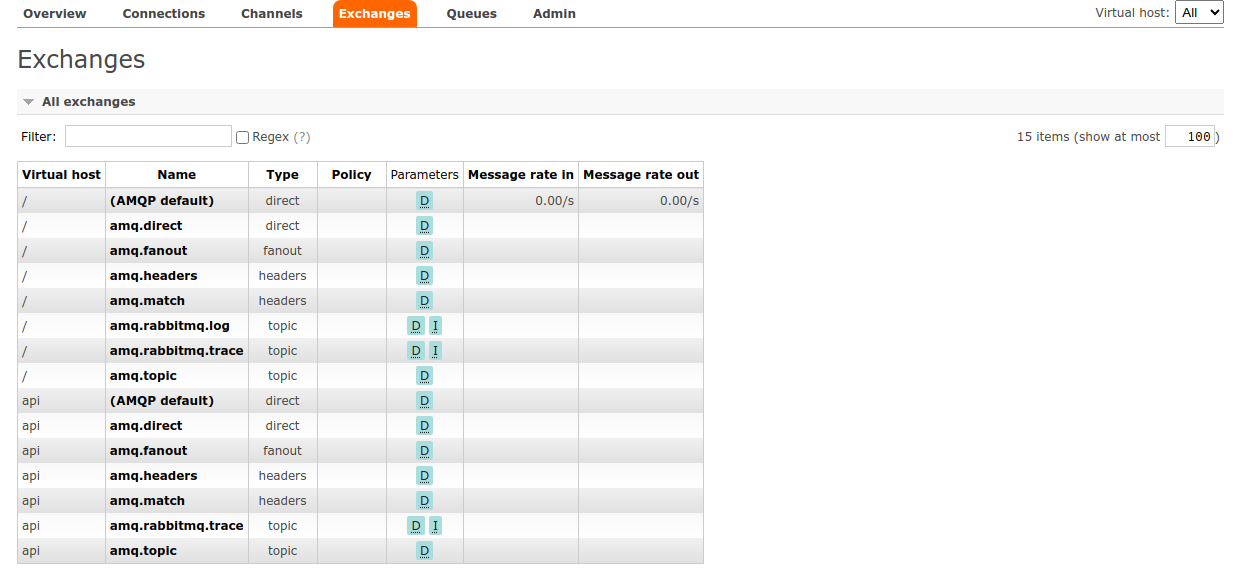 Overview Connections Channels Exchanges Queues Admin Virtual host: All
Exchanges
All exchanges
Filter: Regex (?) 15 items (show at most 100 )
Virtual host Name Type Policy Parameters Message rate in Message rate out
/ (AMQP default) direct D 0.00/s 0.00/s
/ amq.direct direct D
/ amq.fanout fanout D
/ amq.headers headers D
/ amq.match headers D
/ amq.rabbitmq.log topic D I
/ amq.rabbitmq.trace topic D I
/ amq.topic topic D
api (AMQP default) direct D
api amq.direct direct D
api amq.fanout fanout D
api amq.headers headers D
api amq.match headers D
api amq.rabbitmq.trace topic D I
api amq.topic topic D